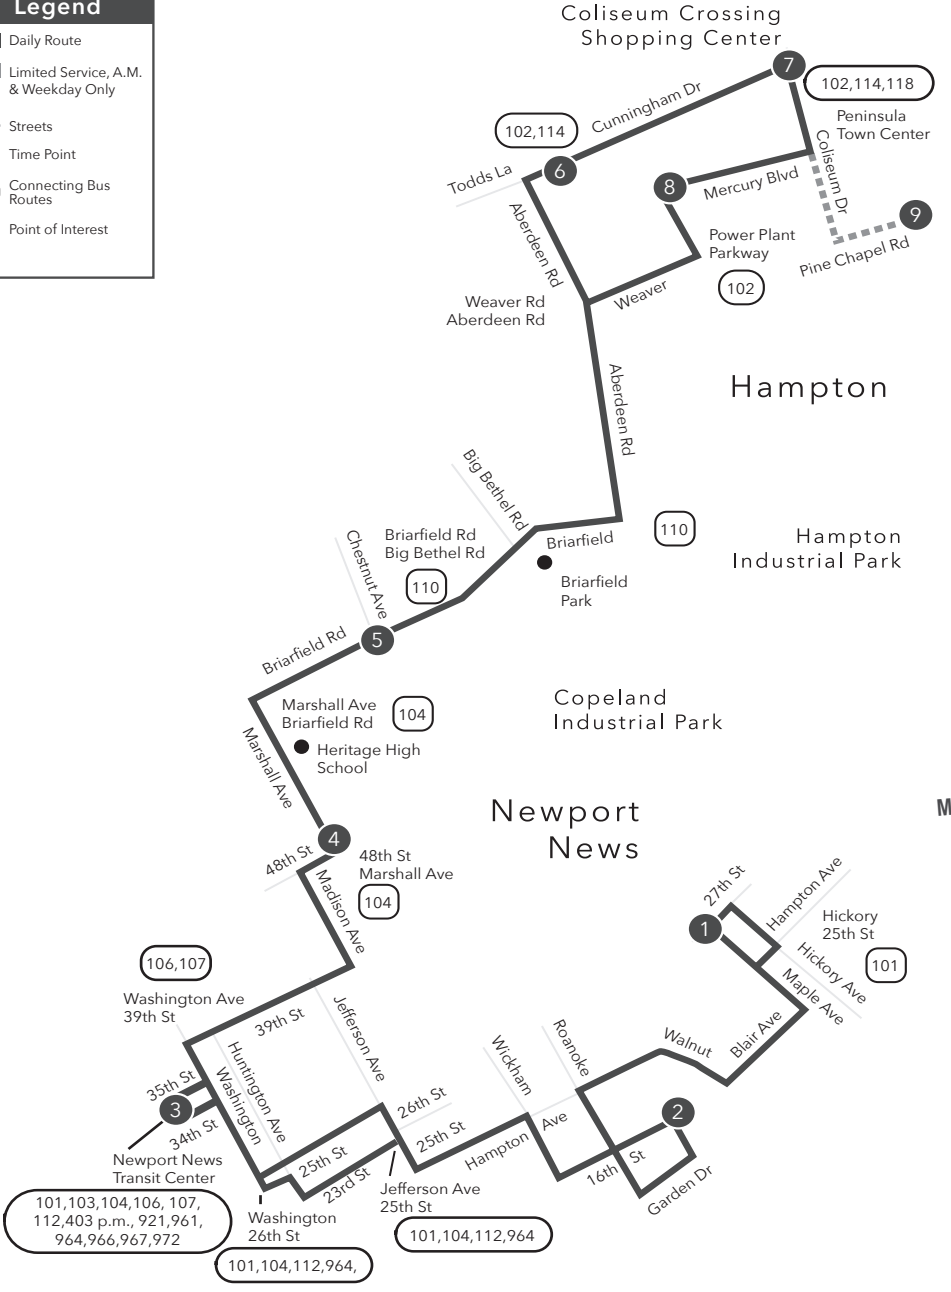 Legend
Daily Route
Limited Service, A.M.
& Weekday Only
Streets
Time Point
Connecting Bus
Routes
Point of Interest
Coliseum Crossing
Shopping Center
7
102,114,118
Peninsula
Town Center
Cunningham Dr
102,114
6
Todds La
8
Mercury Blvd
Coliseum Dr
9
Pine Chapel Rd
Aberdeen Rd
Power Plant
Parkway
102
Weaver
Weaver Rd
Aberdeen Rd
Aberdeen Rd
Hampton
Big Bethel Rd
Briarfield Rd
Big Bethel Rd
110
Briarfield
110
Hampton
Industrial Park
Briarfield
Park
Chestnut Ave
5
Briarfield Rd
Marshall Ave
Briarfield Rd
104
Heritage High
School
Marshall Ave
Copeland
Industrial Park
Newport
News
M
4
48th St
48th St
Marshall Ave
104
Madison Ave
27th St
1
Hampton Ave
Hickory
25th St
101
Hickory Ave
Maple Ave
Blair Ave
Walnut
106,107
Washington Ave
39th St
39th St
Jefferson Ave
Huntington Ave
Washington
35th St
3
34th St
Newport News
Transit Center
101,103,104,106, 107,
112,403 p.m., 921,961,
964,966,967,972
Wickham
Roanoke
26th St
25th St
Hampton Ave
2
16th St
Garden Dr
25th St
23rd St
Jefferson Ave
25th St
101,104,112,964
Washington
26th St
101,104,112,964,